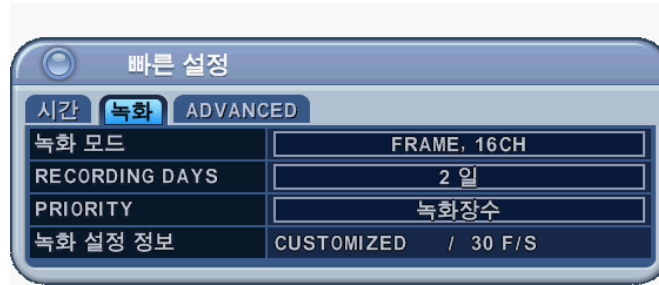 빠른 설정
시간 녹화 ADVANCED
녹화 모드 FRAME, 16CH
RECORDING DAYS 2 일
PRIORITY 녹화장수
녹화 설정 정보 CUSTOMIZED / 30 F/S